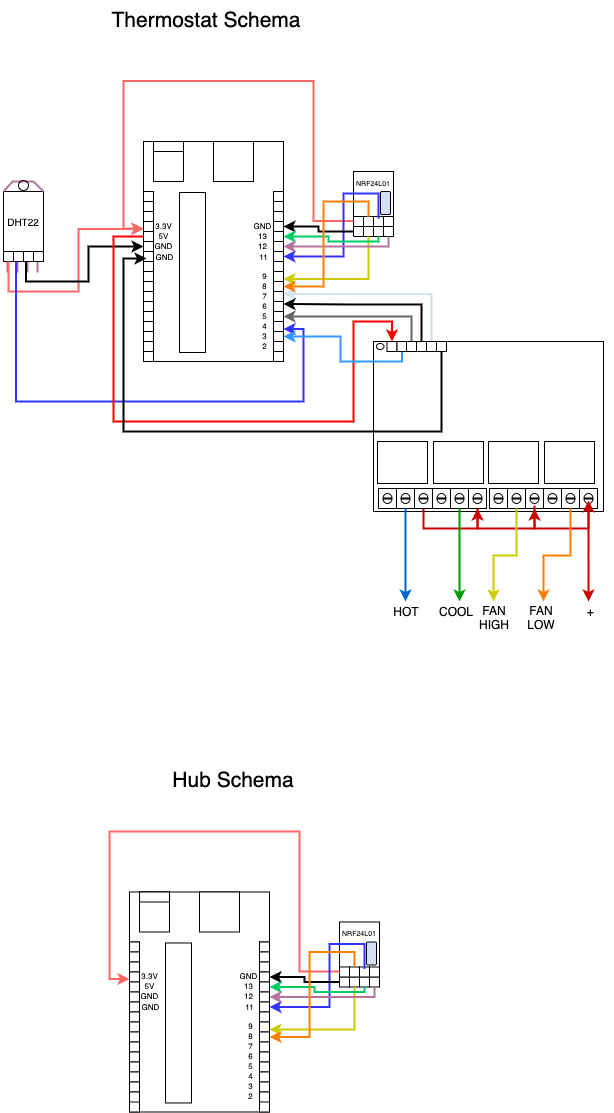 Thermostat Schema
NRF24L01
DHT22
3.3V
5V
GND
GND
GND
13
12
11
9
8
7
6
5
4
3
2
HOT
COOL
FAN
HIGH
FAN
LOW
+
Hub Schema
NRF24L01
3.3V
5V
GND
GND
GND
13
12
11
9
8
7
6
5
4
3
2